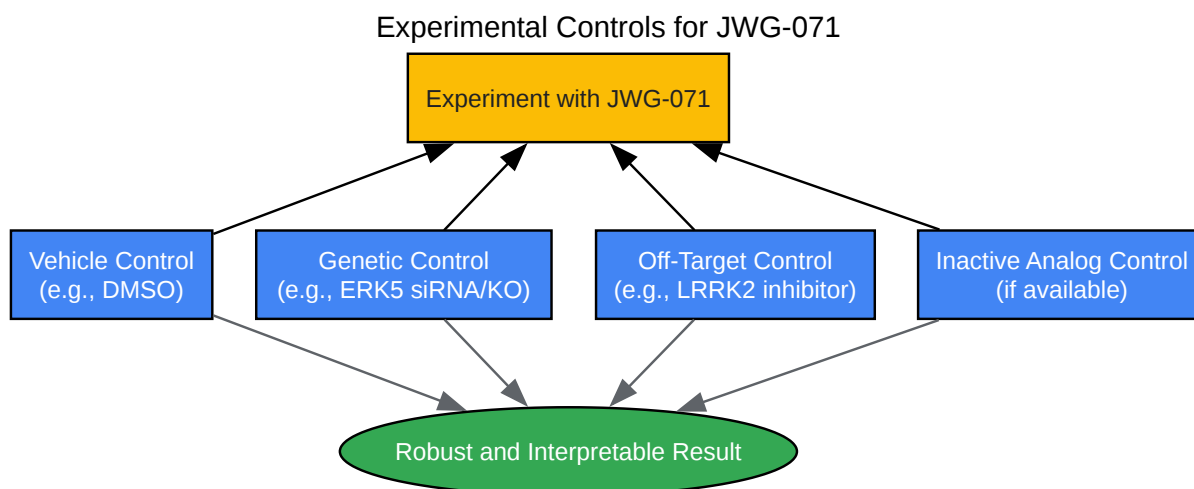 Experimental Controls for JWG-071
Experiment with JWG-071
Vehicle Control
(e.g., DMSO)
Genetic Control
(e.g., ERK5 siRNA/KO)
Off-Target Control
(e.g., LRRK2 inhibitor)
Inactive Analog Control
(if available)
Robust and Interpretable Result